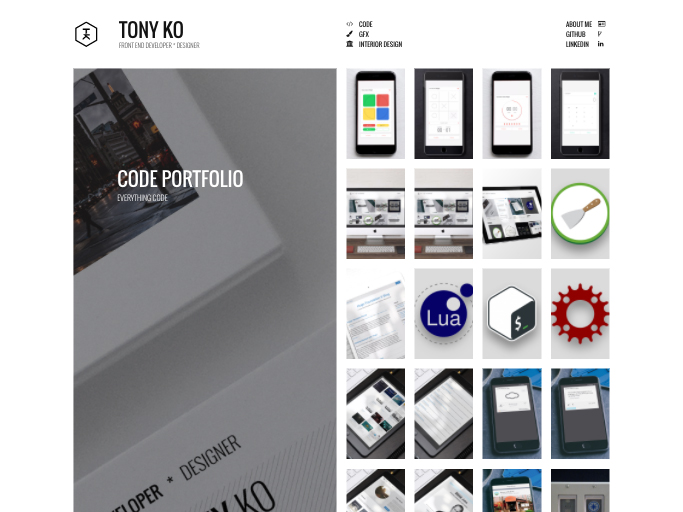 TONY KO
FRONT END DEVELOPER * DESIGNER
CODE
GFX
INTERIOR DESIGN
ABOUT ME
GITHUB
LINKEDIN
CODE PORTFOLIO
EVERYTHING CODE
Lua
$_
DESIGNER
KO